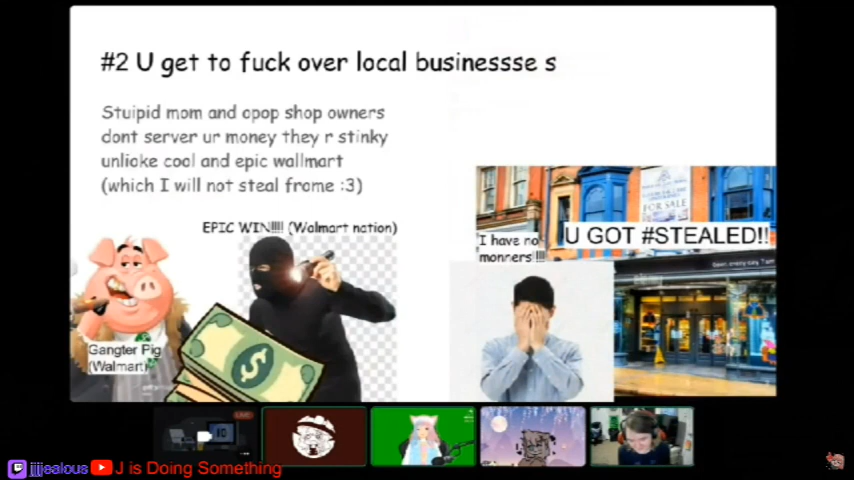 #2 U get to fuck over local businessse s
Stuipid mom and opop shop owners
dont server ur money they r stinky
unlioke cool and epic wallmart
(which I will not steal frome :3)
EPIC WIN!!!! (Walmart nation)
FOR SALE
I have no
monners !!!
U GOT #STEALED!!
Gangter Pig
(Walmart)
LIVE
jjjjealous J is Doing Something